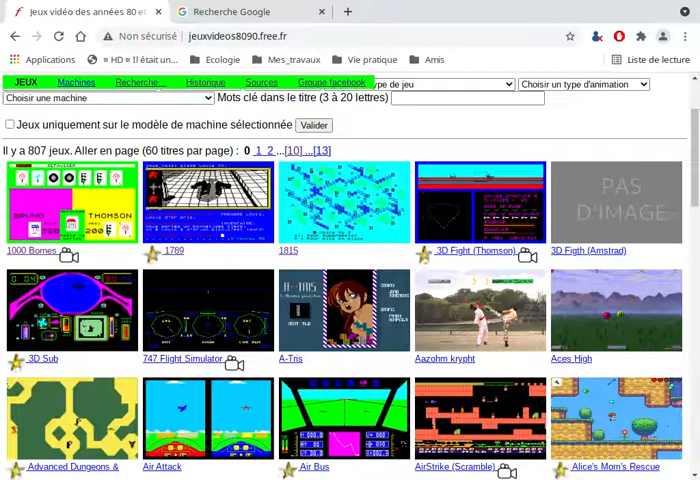 Jeux vidéo des années 80 et
Recherche Google
Non sécurisé | jeuxvideos8090.free.fr
Applications
= HD = Il était un...
Ecologie
Mes_travaux
Vie pratique
Amis
Liste de lecture
JEUX Machines Recherche... Historique Sources Groupe facebook
type de jeu
Choisir un type d'animation
Choisir une machine
Mots clé dans le titre (3 à 20 lettres)
Jeux uniquement sur le modèle de machine sélectionnée Valider
Il y a 807 jeux. Aller en page (60 titres par page) : 0 1 2 ...[10] ...[13]
BRUNO
THOMSON
200
PAS
D'IMAGE
1000 Bornes
1789
1815
3D Fight (Thomson)
3D Figth (Amstrad)
A-TRIS
3D Sub
747 Flight Simulator
A-Tris
Aazohm krypht
Aces High
Advanced Dungeons &
Air Attack
Air Bus
AirStrike (Scramble)
Alice's Mom's Rescue